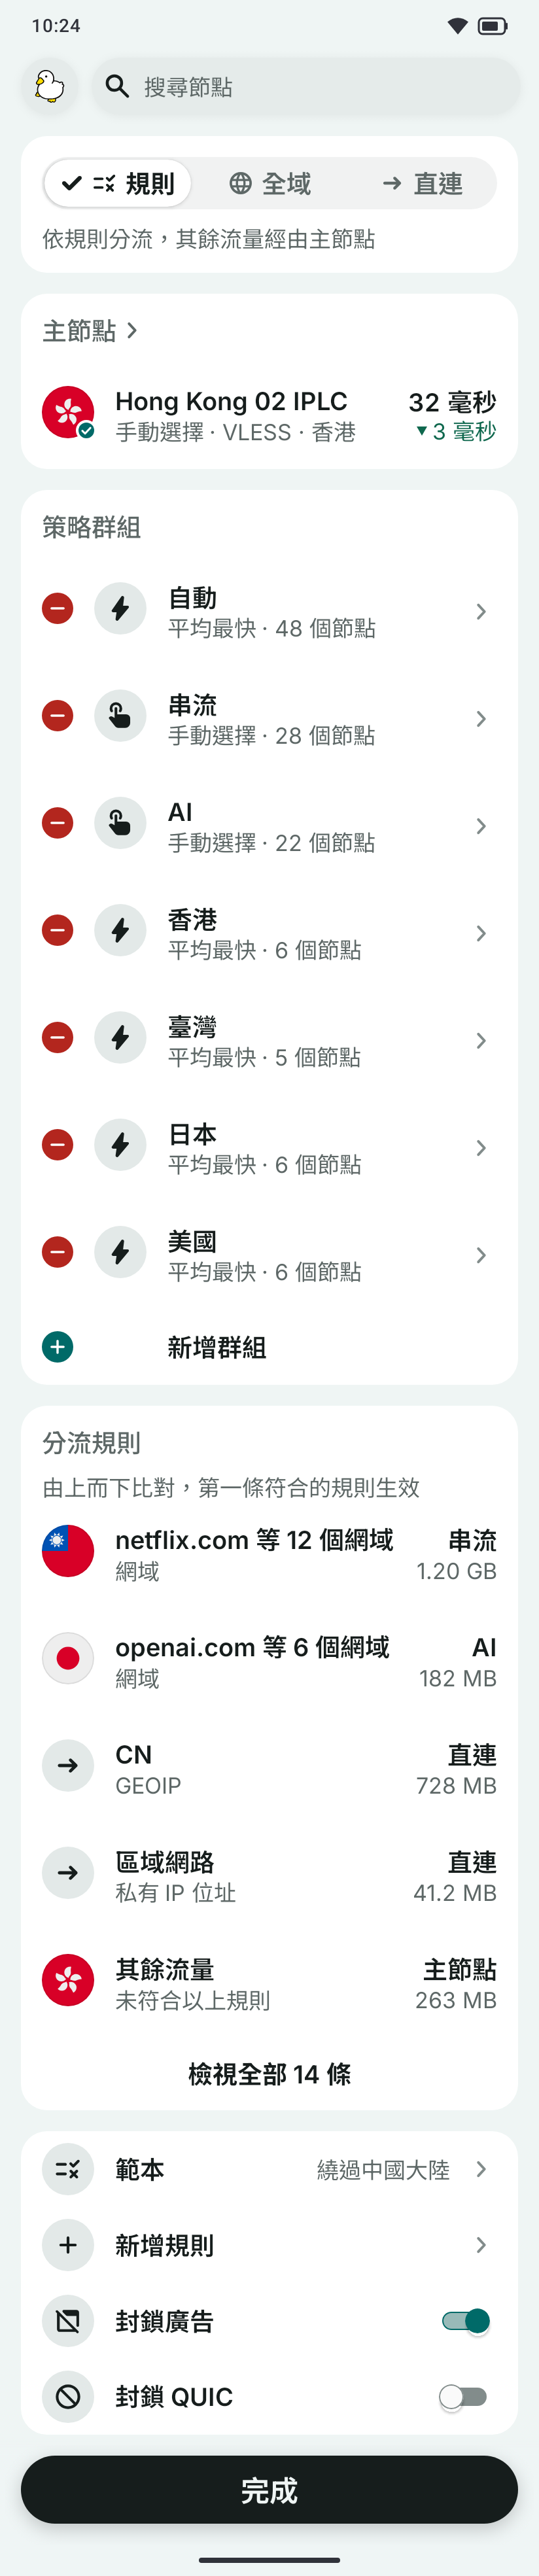 10:24
搜尋節點
規則
全域
直連
依規則分流，其餘流量經由主節點
主節點
Hong Kong 02 IPLC
32 毫秒
手動選擇 · VLESS · 香港
▼3 毫秒
策略群組
自動
平均最快 · 48 個節點
串流
手動選擇 · 28 個節點
AI
手動選擇 · 22 個節點
香港
平均最快 · 6 個節點
臺灣
平均最快 · 5 個節點
日本
平均最快 · 6 個節點
美國
平均最快 · 6 個節點
新增群組
分流規則
由上而下比對，第一條符合的規則生效
netflix.com 等 12 個網域
串流
網域
1.20 GB
openai.com 等 6 個網域
AI
網域
182 MB
CN
直連
GEOIP
728 MB
區域網路
直連
私有 IP 位址
41.2 MB
其餘流量
主節點
未符合以上規則
263 MB
檢視全部 14 條
範本
繞過中國大陸
新增規則
封鎖廣告
封鎖 QUIC
完成